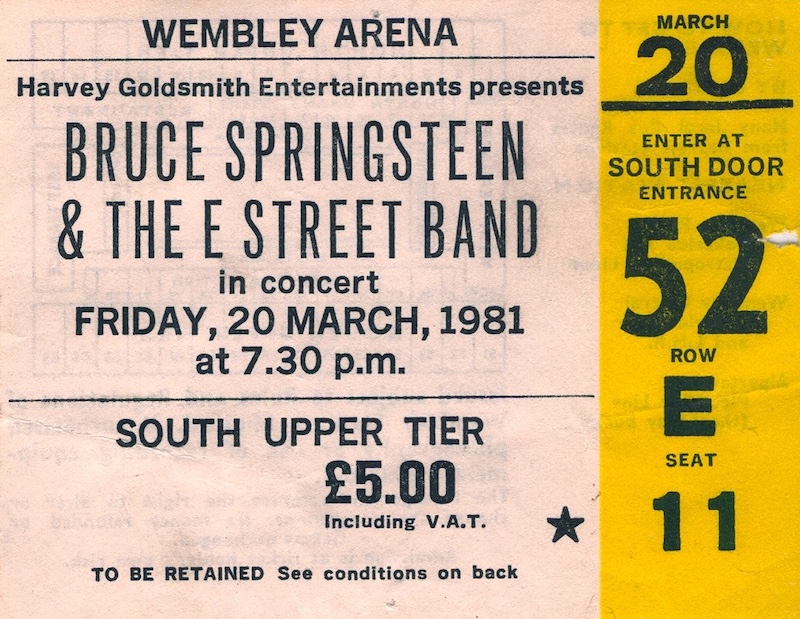 WEMBLEY ARENA
Harvey Goldsmith Entertainments presents
BRUCE SPRINGSTEEN
& THE E STREET BAND
in concert
FRIDAY, 20 MARCH, 1981
at 7.30 p.m.
SOUTH UPPER TIER
£5.00
Including V.A.T.
TO BE RETAINED See conditions on back
MARCH
20
ENTER AT
SOUTH DOOR
ENTRANCE
52
ROW
E
SEAT
11